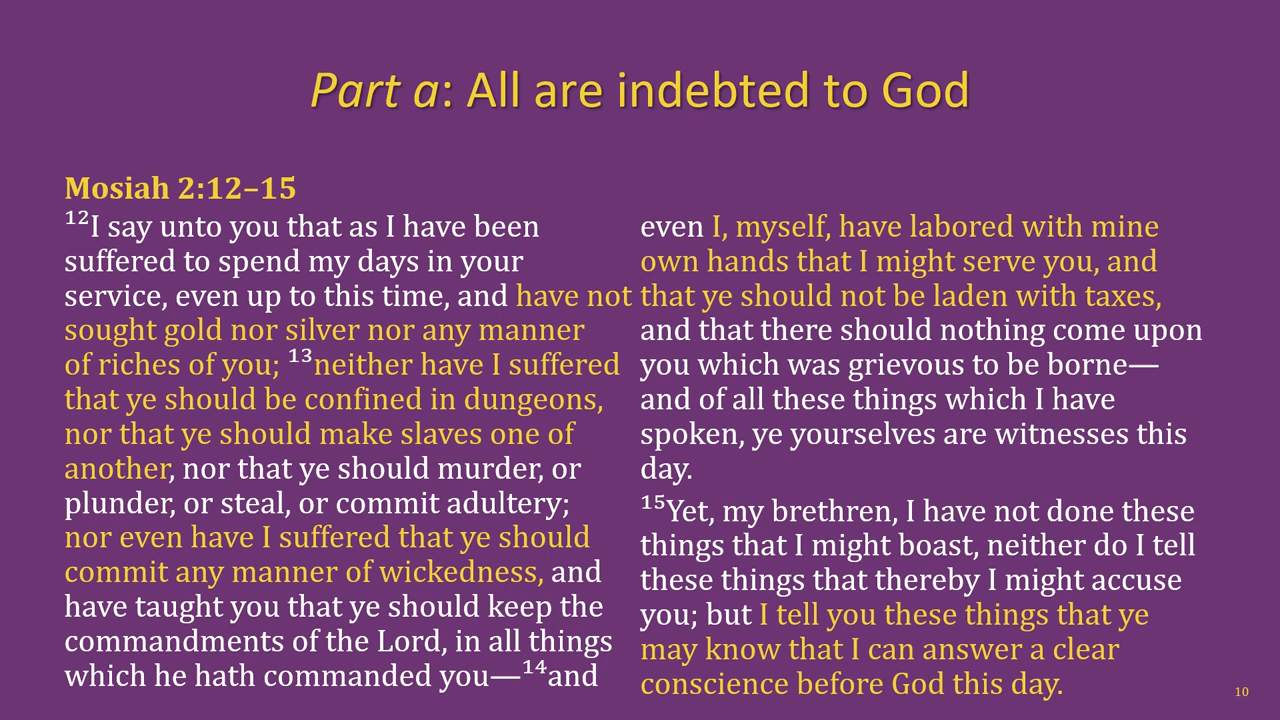 Part a: All are indebted to God
Mosiah 2:12–15
¹²I say unto you that as I have been
suffered to spend my days in your
service, even up to this time, and have not
sought gold nor silver nor any manner
of riches of you; ¹³neither have I suffered
that ye should be confined in dungeons,
nor that ye should make slaves one of
another, nor that ye should murder, or
plunder, or steal, or commit adultery;
nor even have I suffered that ye should
commit any manner of wickedness, and
have taught you that ye should keep the
commandments of the Lord, in all things
which he hath commanded you—¹⁴and
even I, myself, have labored with mine
own hands that I might serve you, and
that ye should not be laden with taxes,
and that there should nothing come upon
you which was grievous to be borne—
and of all these things which I have
spoken, ye yourselves are witnesses this
day.
¹⁵Yet, my brethren, I have not done these
things that I might boast, neither do I tell
these things that thereby I might accuse
you; but I tell you these things that ye
may know that I can answer a clear
conscience before God this day.
10